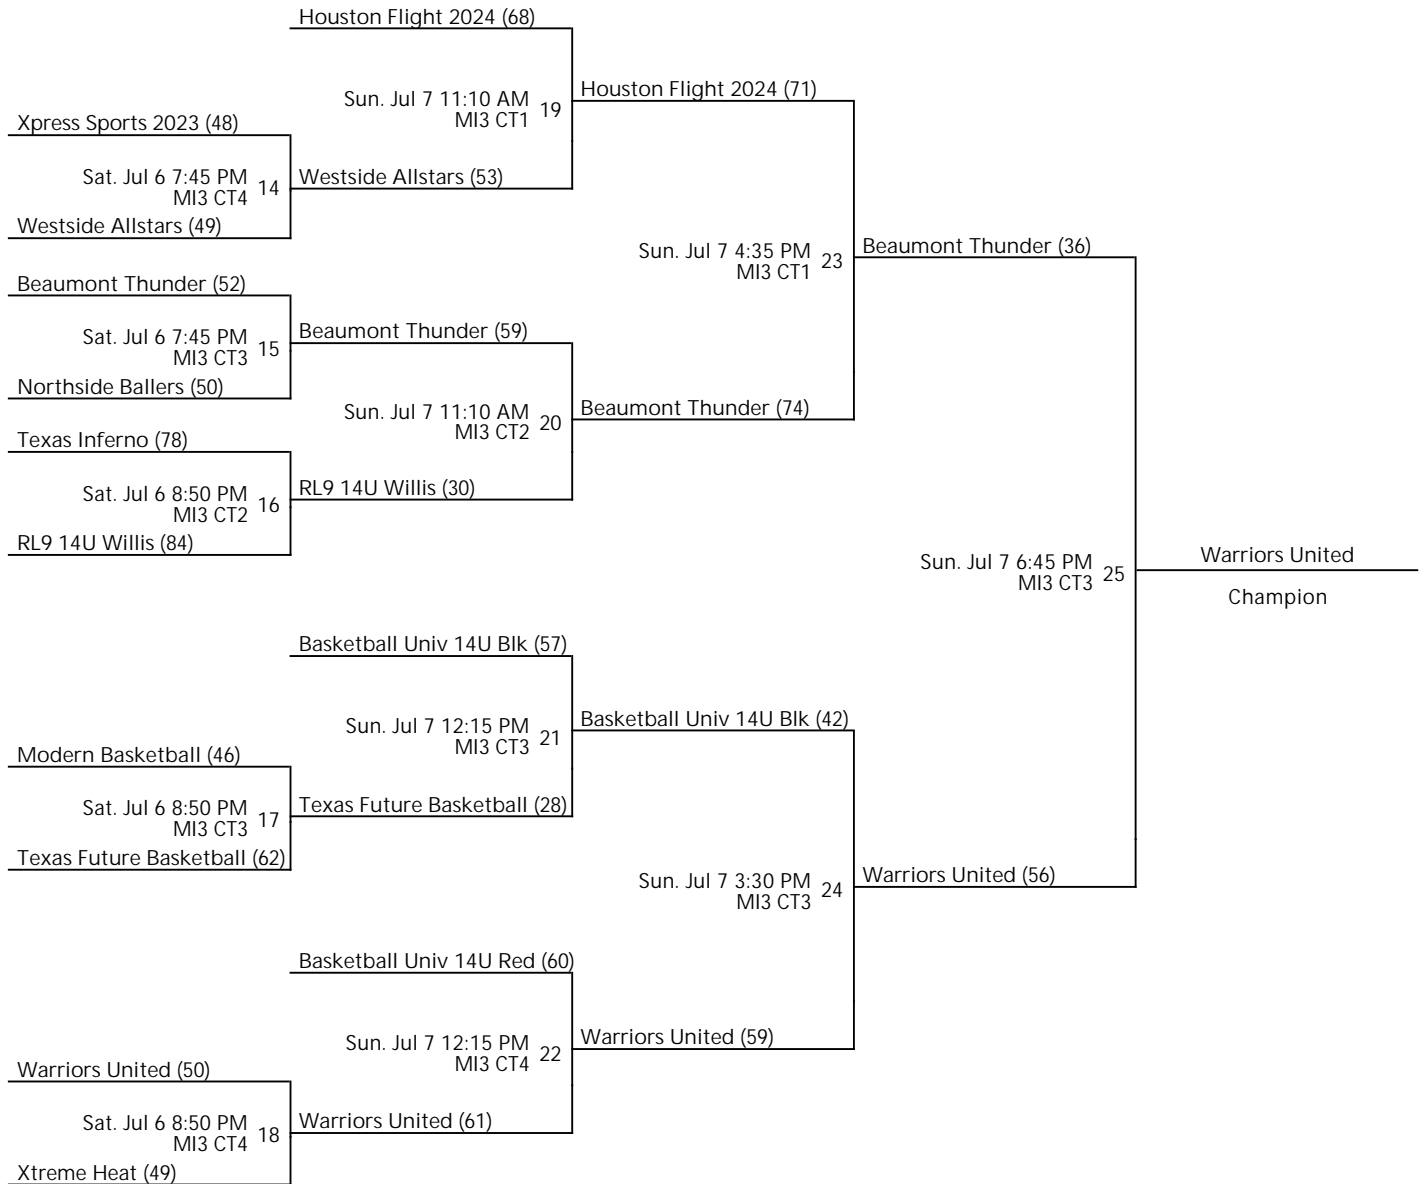 Houston Flight 2024 (68)
Sun. Jul 7 11:10 AM
MI3 CT1
19
Houston Flight 2024 (71)
Xpress Sports 2023 (48)
Sat. Jul 6 7:45 PM
MI3 CT4
14
Westside Allstars (53)
Westside Allstars (49)
Sun. Jul 7 4:35 PM
MI3 CT1
23
Beaumont Thunder (36)
Beaumont Thunder (52)
Sat. Jul 6 7:45 PM
MI3 CT3
15
Beaumont Thunder (59)
Northside Ballers (50)
Sun. Jul 7 11:10 AM
MI3 CT2
20
Beaumont Thunder (74)
Texas Inferno (78)
Sat. Jul 6 8:50 PM
MI3 CT2
16
RL9 14U Willis (30)
RL9 14U Willis (84)
Sun. Jul 7 6:45 PM
MI3 CT3
25
Warriors United
Champion
Basketball Univ 14U Blk (57)
Sun. Jul 7 12:15 PM
MI3 CT3
21
Basketball Univ 14U Blk (42)
Modern Basketball (46)
Sat. Jul 6 8:50 PM
MI3 CT3
17
Texas Future Basketball (28)
Texas Future Basketball (62)
Sun. Jul 7 3:30 PM
MI3 CT3
24
Warriors United (56)
Basketball Univ 14U Red (60)
Sun. Jul 7 12:15 PM
MI3 CT4
22
Warriors United (59)
Warriors United (50)
Sat. Jul 6 8:50 PM
MI3 CT4
18
Warriors United (61)
Xtreme Heat (49)